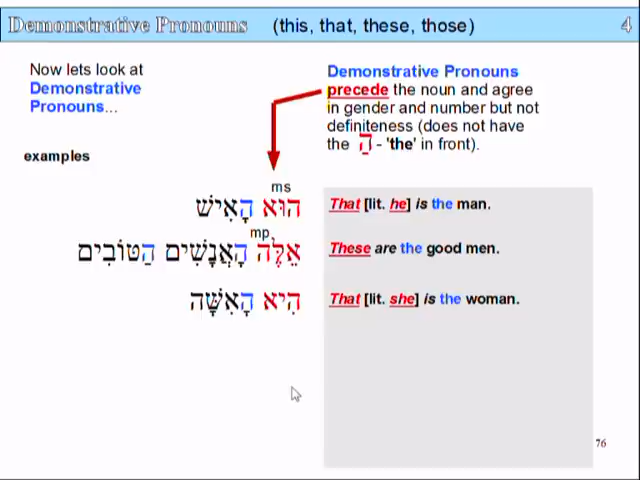 Demonstrative Pronouns (this, that, these, those) 4
Now lets look at
Demonstrative
Pronouns...
examples
Demonstrative Pronouns
precede the noun and agree
in gender and number but not
definiteness (does not have
the הַ - 'the' in front).
ms
הוּא הָאִישׁ
That [lit. he] is the man.
mp
אֵלֶּה הָאֲנָשִׁים הַטּוֹבִים
These are the good men.
הִיא הָאִשָּׁה
That [lit. she] is the woman.
76